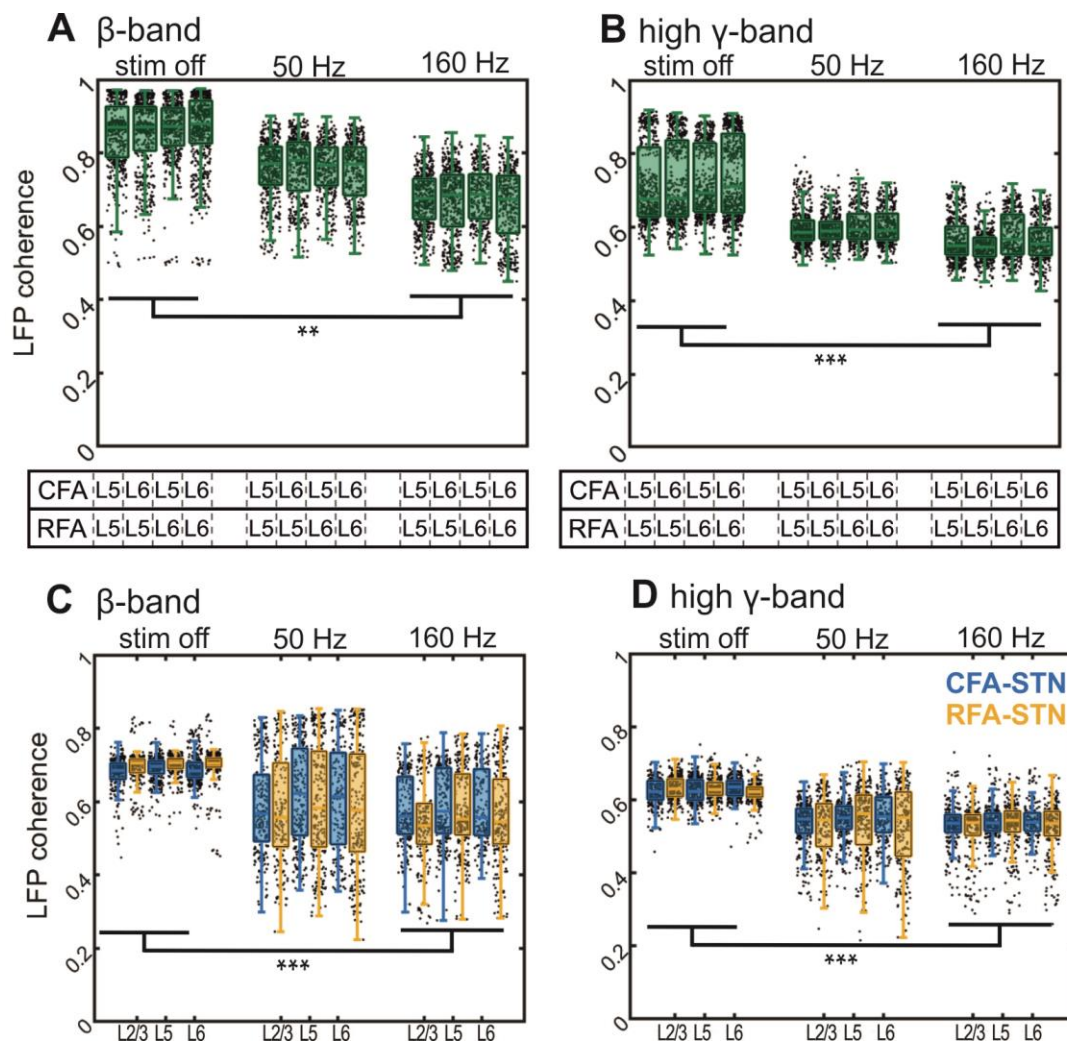 A β-band
stim off 50 Hz 160 Hz
1
0.8
0.6
0.4
0.2
0
LFP coherence
**
B high γ-band
stim off 50 Hz 160 Hz
1
0.8
0.6
0.4
0.2
0
***
CFA L5 L6 L5 L6 L5 L6 L5 L6 L5 L6 L5 L6
RFA L5 L5 L6 L6 L5 L5 L6 L6 L5 L5 L6 L6
CFA L5 L6 L5 L6 L5 L6 L5 L6 L5 L6 L5 L6
RFA L5 L5 L6 L6 L5 L5 L6 L6 L5 L5 L6 L6
C β-band
stim off 50 Hz 160 Hz
1
0.8
0.6
0.4
0.2
0
LFP coherence
***
L2/3 L5 L6 L2/3 L5 L6 L2/3 L5 L6
D high γ-band
stim off 50 Hz 160 Hz
CFA-STN
RFA-STN
1
0.8
0.6
0.4
0.2
0
***
L2/3 L5 L6 L2/3 L5 L6 L2/3 L5 L6